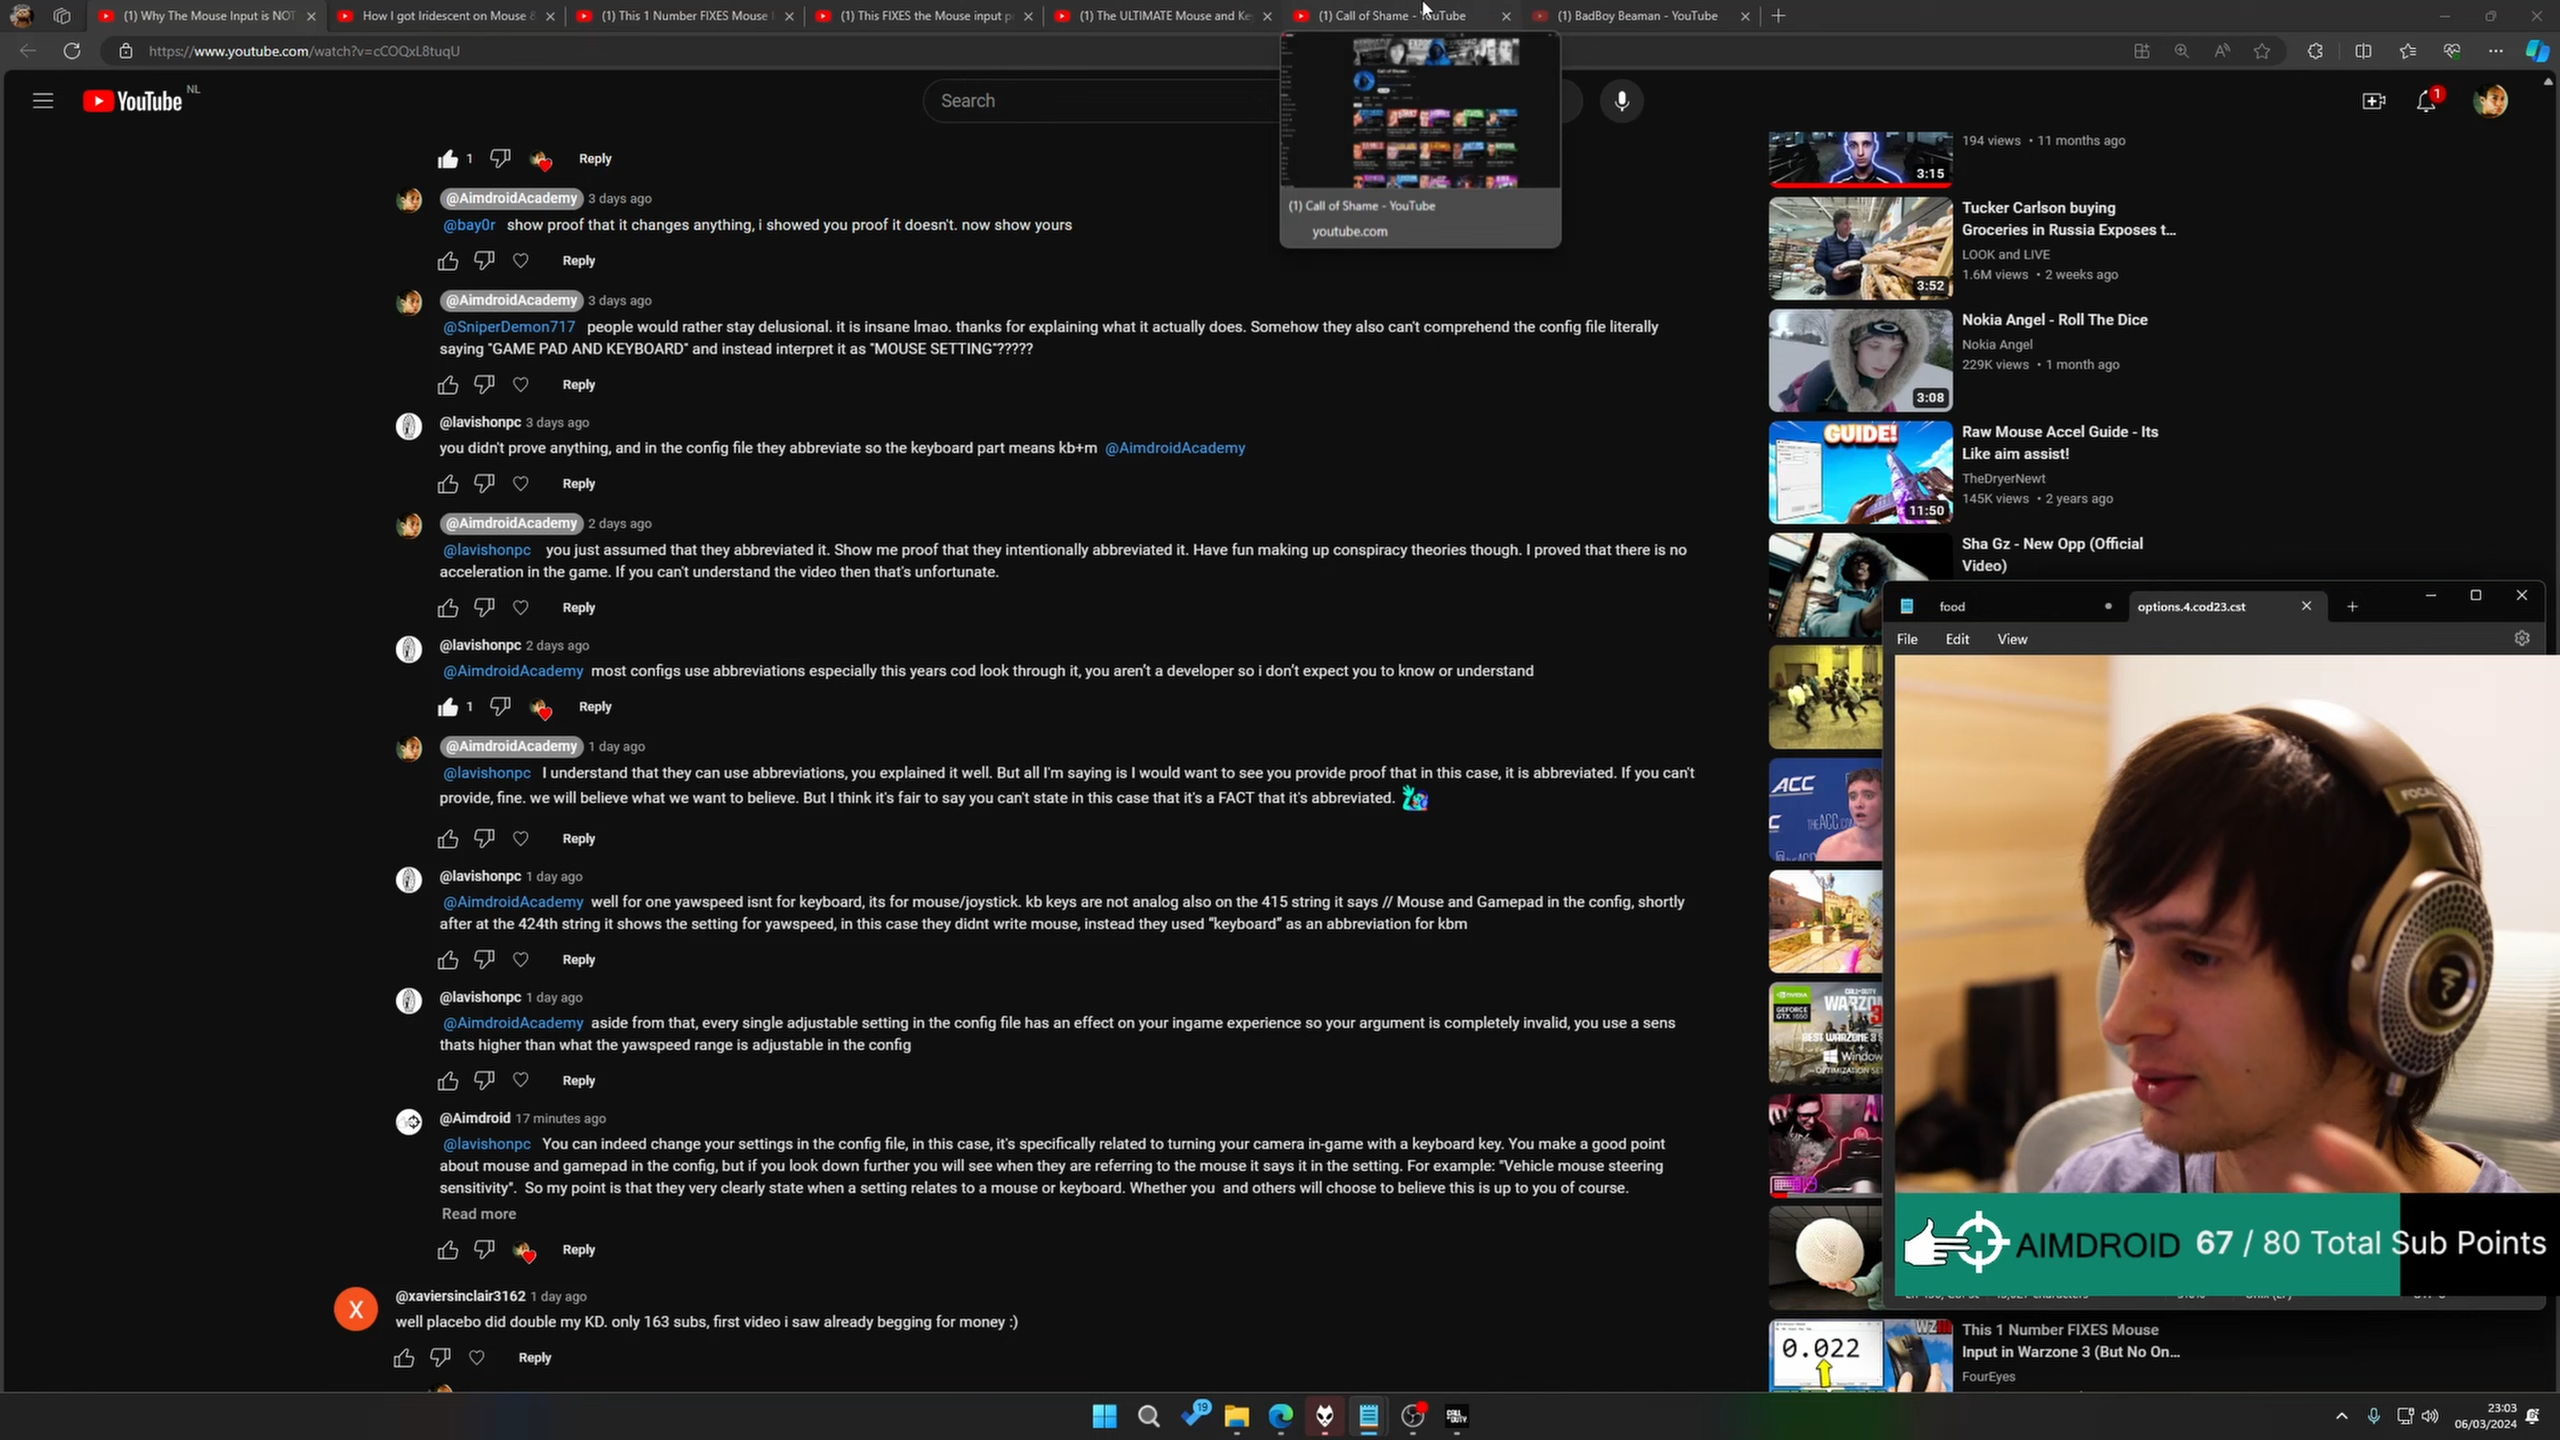 (1) Why The Mouse Input is NOT
How I got Iridescent on Mouse &
(1) This 1 Number FIXES Mouse
(1) This FIXES the Mouse input p
(1) The ULTIMATE Mouse and Ke
(1) Call of Shame - YouTube
(1) BadBoy Beaman - YouTube
https://www.youtube.com/watch?v=cCOQxL8tuqU
YouTube NL
Search
1
(1) Call of Shame - YouTube
youtube.com
1 Reply
@AimdroidAcademy 3 days ago
@bay0r show proof that it changes anything, i showed you proof it doesn't. now show yours
Reply
@AimdroidAcademy 3 days ago
@SniperDemon717 people would rather stay delusional. it is insane lmao. thanks for explaining what it actually does. Somehow they also can't comprehend the config file literally
saying "GAME PAD AND KEYBOARD" and instead interpret it as "MOUSE SETTING"?????
Reply
@lavishonpc 3 days ago
you didn't prove anything, and in the config file they abbreviate so the keyboard part means kb+m @AimdroidAcademy
Reply
@AimdroidAcademy 2 days ago
@lavishonpc you just assumed that they abbreviated it. Show me proof that they intentionally abbreviated it. Have fun making up conspiracy theories though. I proved that there is no
acceleration in the game. If you can't understand the video then that's unfortunate.
Reply
@lavishonpc 2 days ago
@AimdroidAcademy most configs use abbreviations especially this years cod look through it, you aren't a developer so i don't expect you to know or understand
1 Reply
@AimdroidAcademy 1 day ago
@lavishonpc I understand that they can use abbreviations, you explained it well. But all I'm saying is I would want to see you provide proof that in this case, it is abbreviated. If you can't
provide, fine. we will believe what we want to believe. But I think it's fair to say you can't state in this case that it's a FACT that it's abbreviated.
Reply
@lavishonpc 1 day ago
@AimdroidAcademy well for one yawspeed isnt for keyboard, its for mouse/joystick. kb keys are not analog also on the 415 string it says // Mouse and Gamepad in the config, shortly
after at the 424th string it shows the setting for yawspeed, in this case they didnt write mouse, instead they used "keyboard" as an abbreviation for kbm
Reply
@lavishonpc 1 day ago
@AimdroidAcademy aside from that, every single adjustable setting in the config file has an effect on your ingame experience so your argument is completely invalid, you use a sens
thats higher than what the yawspeed range is adjustable in the config
Reply
@Aimdroid 17 minutes ago
@lavishonpc You can indeed change your settings in the config file, in this case, it's specifically related to turning your camera in-game with a keyboard key. You make a good point
about mouse and gamepad in the config, but if you look down further you will see when they are referring to the mouse it says it in the setting. For example: "Vehicle mouse steering
sensitivity". So my point is that they very clearly state when a setting relates to a mouse or keyboard. Whether you and others will choose to believe this is up to you of course.
Read more
Reply
X
@xaviersinclair3162 1 day ago
well placebo did double my KD. only 163 subs, first video i saw already begging for money :)
Reply
194 views • 11 months ago
3:15
Tucker Carlson buying
Groceries in Russia Exposes t...
LOOK and LIVE
1.6M views • 2 weeks ago
3:52
Nokia Angel - Roll The Dice
Nokia Angel
229K views • 1 month ago
3:08
GUIDE!
Raw Mouse Accel Guide - Its
Like aim assist!
TheDryerNewt
145K views • 2 years ago
11:50
Sha Gz - New Opp (Official
Video)
food
options.4.cod23.cst
File Edit View
ACC
FOCAL
AIMDROID 67 / 80 Total Sub Points
WZ
0.022
This 1 Number FIXES Mouse
Input in Warzone 3 (But No On...
FourEyes
19
23:03
06/03/2024